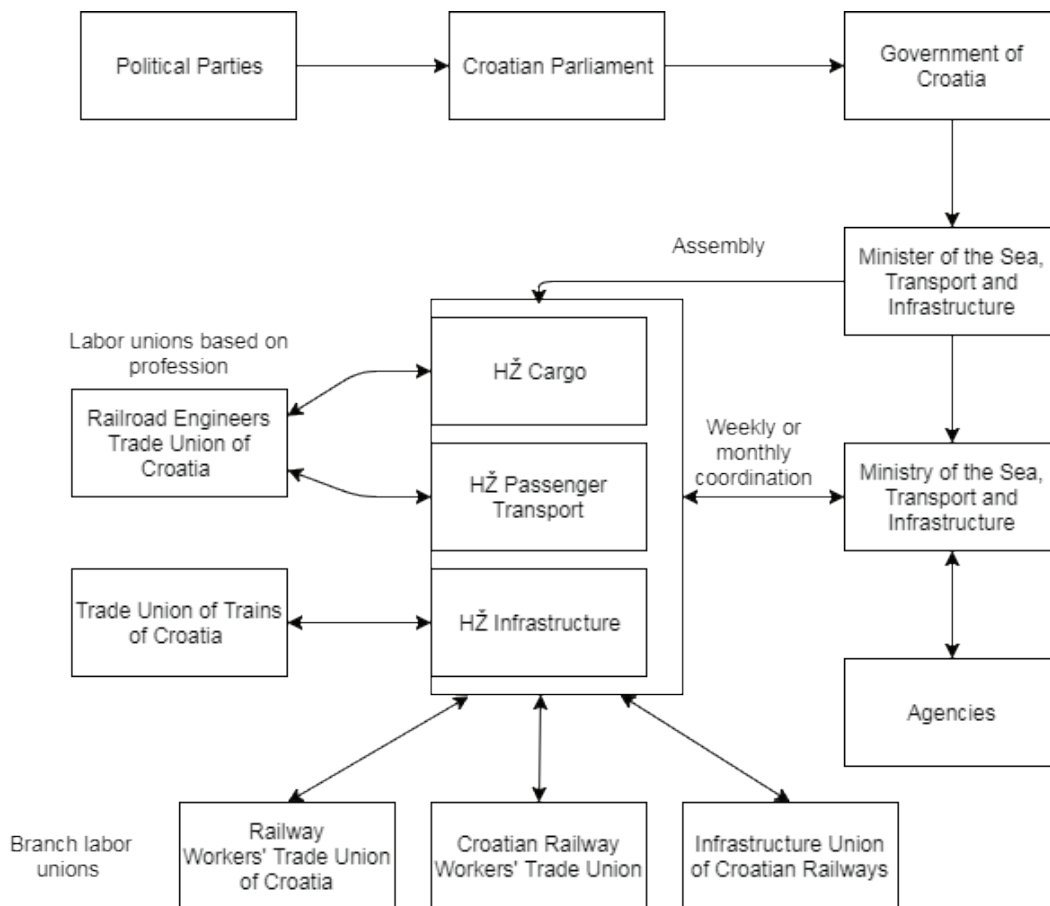 Political Parties
Croatian Parliament
Government of
Croatia
Assembly
Minister of the Sea,
Transport and
Infrastructure
Labor unions based on
profession
HŽ Cargo
Railroad Engineers
Trade Union of
Croatia
Weekly or
monthly
coordination
HŽ Passenger
Transport
Ministry of the Sea,
Transport and
Infrastructure
Trade Union of Trains
of Croatia
HŽ Infrastructure
Agencies
Branch labor
unions
Railway
Workers' Trade Union
of Croatia
Croatian Railway
Workers' Trade Union
Infrastructure Union
of Croatian Railways